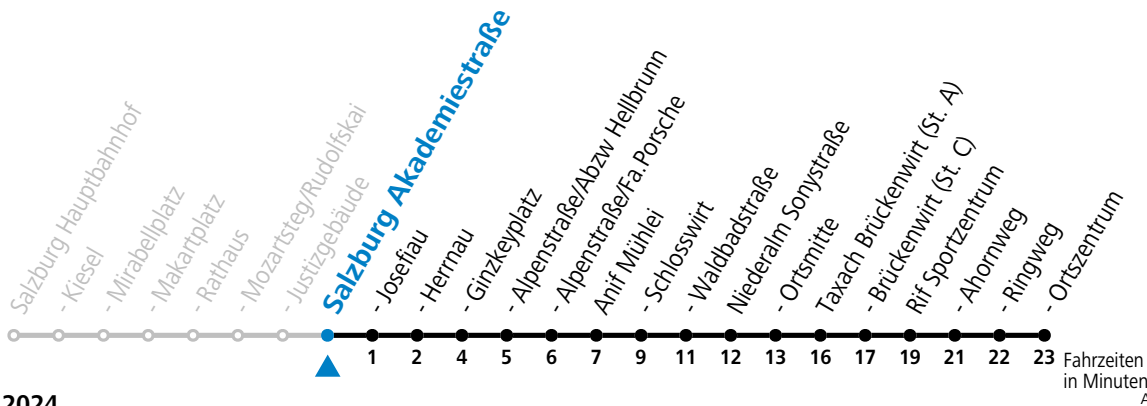 Salzburg Hauptbahnhof
- Kiesel
- Mirabellplatz
- Makartplatz
- Rathaus
- Mozartsteg/Rudolfskai
- Justizgebäude
Salzburg Akademiestraße
- Josefiau
- Herrnau
- Ginzkeyplatz
- Alpenstraße/Abzw Hellbrunn
- Alpenstraße/Fa.Porsche
Anif Mühlei
- Schlosswirt
- Waldbadstraße
Niederalm Sonystraße
- Ortsmitte
Taxach Brückenwirt (St. A)
- Brückenwirt (St. C)
Rif Sportzentrum
- Ahornweg
- Ringweg
- Ortszentrum
1 2 4 5 6 7 9 11 12 13 16 17 19 21 22 23 Fahrzeiten
in Minuten
A
2024